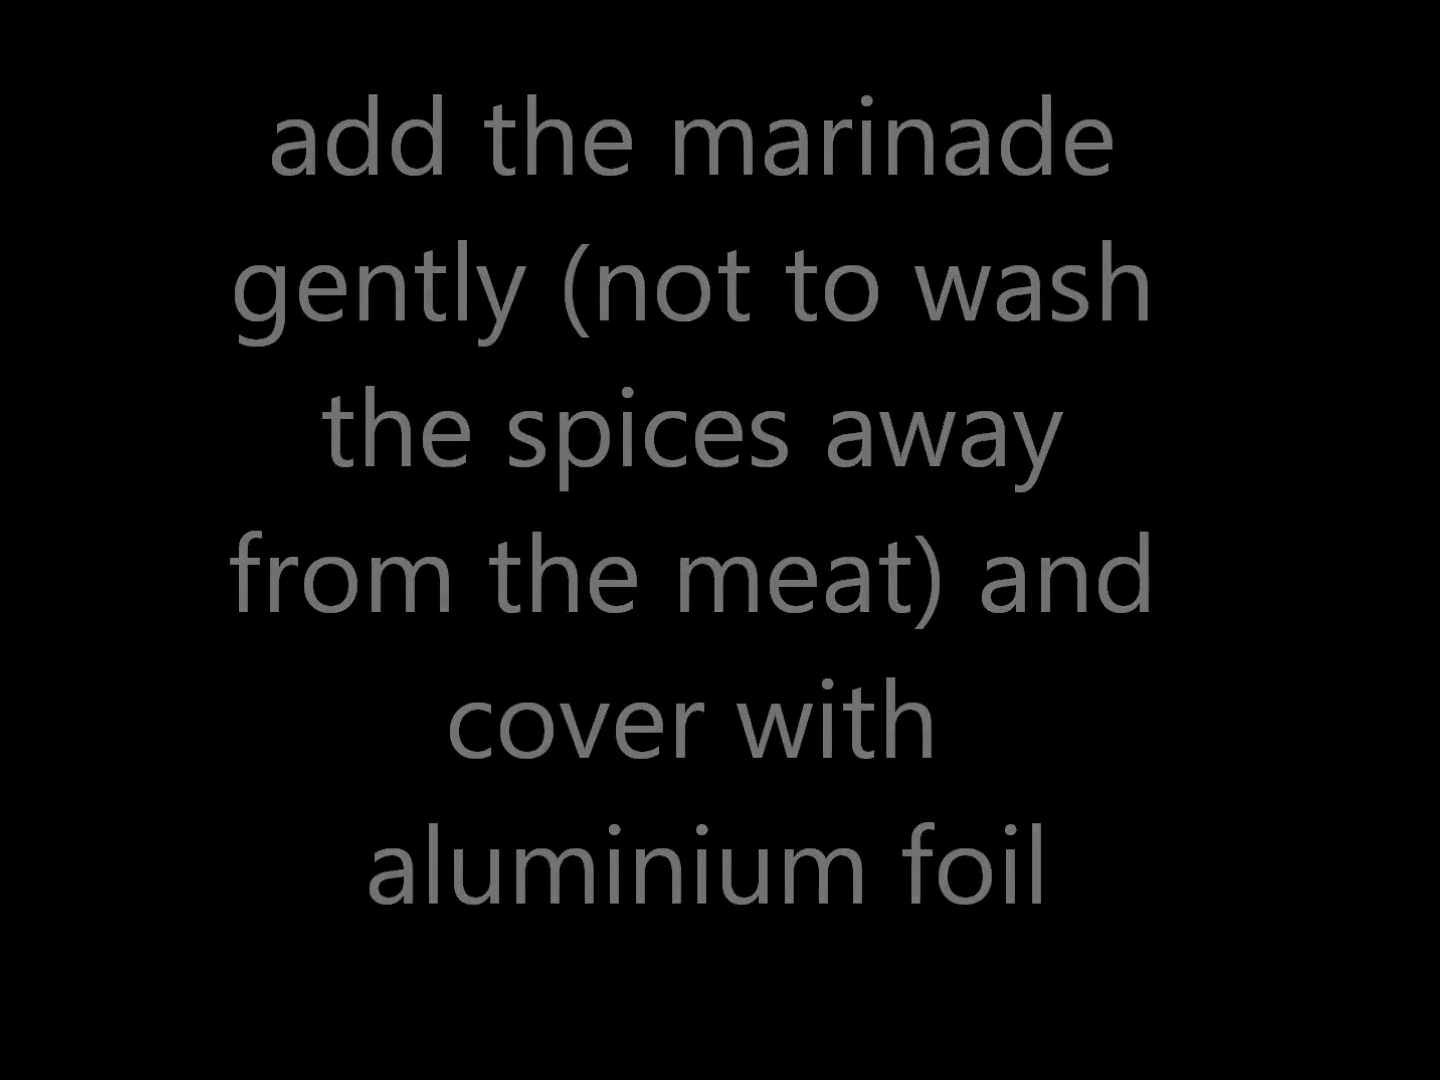 add the marinade
gently (not to wash
the spices away
from the meat) and
cover with
aluminium foil